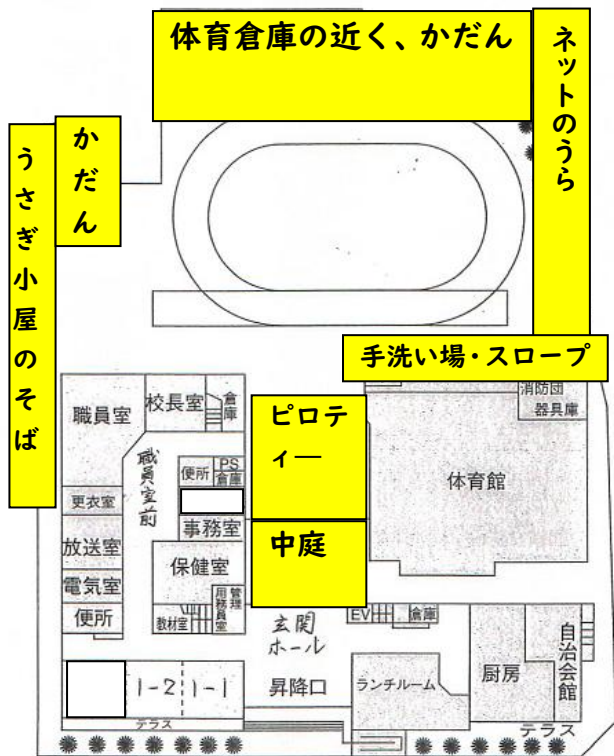 体育倉庫の近く、かだん
ネットのうら
かだん
うさぎ小屋のそば
手洗い場・スロープ
消防団
器具庫
職員室
校長室
倉庫
ピロテ
ィー
体育館
職員室前
便所
PS
倉庫
更衣室
事務室
中庭
放送室
保健室
電気室
管理
用務員室
便所
教材室
玄関
ホール
EV
倉庫
厨房
自治会館
1-2
1-1
昇降口
ランチルーム
テラス
テラス